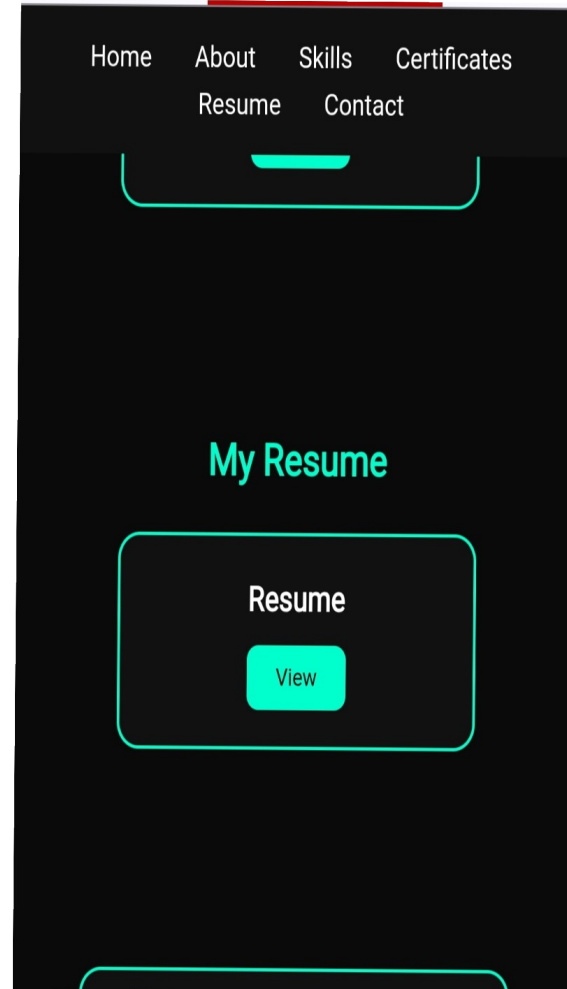 Home About Skills Certificates
Resume Contact
My Resume
Resume
View